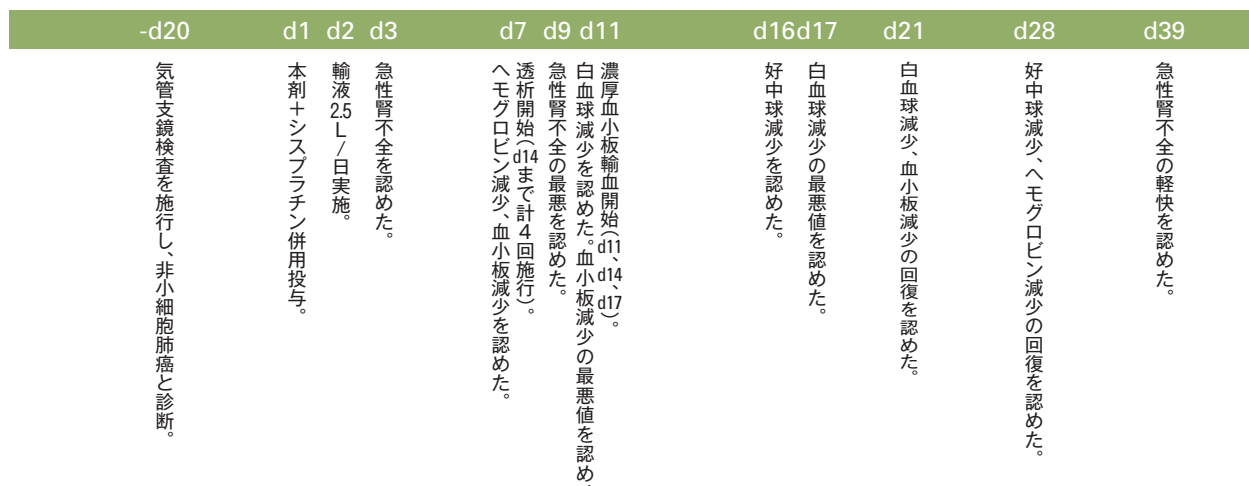 -d20 d1 d2 d3 d7 d9 d11 d16 d17 d21 d28 d39
気管支鏡検査を施行し、非小細胞肺癌と診断。
本剤＋シスプラチン併用投与。
輸液2.5L/日実施。
急性腎不全を認めた。
透析開始（d14まで計4回施行）。
ヘモグロビン減少、血小板減少を認めた。
急性腎不全の最悪を認めた。
濃厚血小板輸血開始（d11、d14、d17）。
白血球減少を認めた。血小板減少の最悪値を認め
好中球減少を認めた。
白血球減少の最悪値を認めた。
白血球減少、血小板減少の回復を認めた。
好中球減少、ヘモグロビン減少の回復を認めた。
急性腎不全の軽快を認めた。